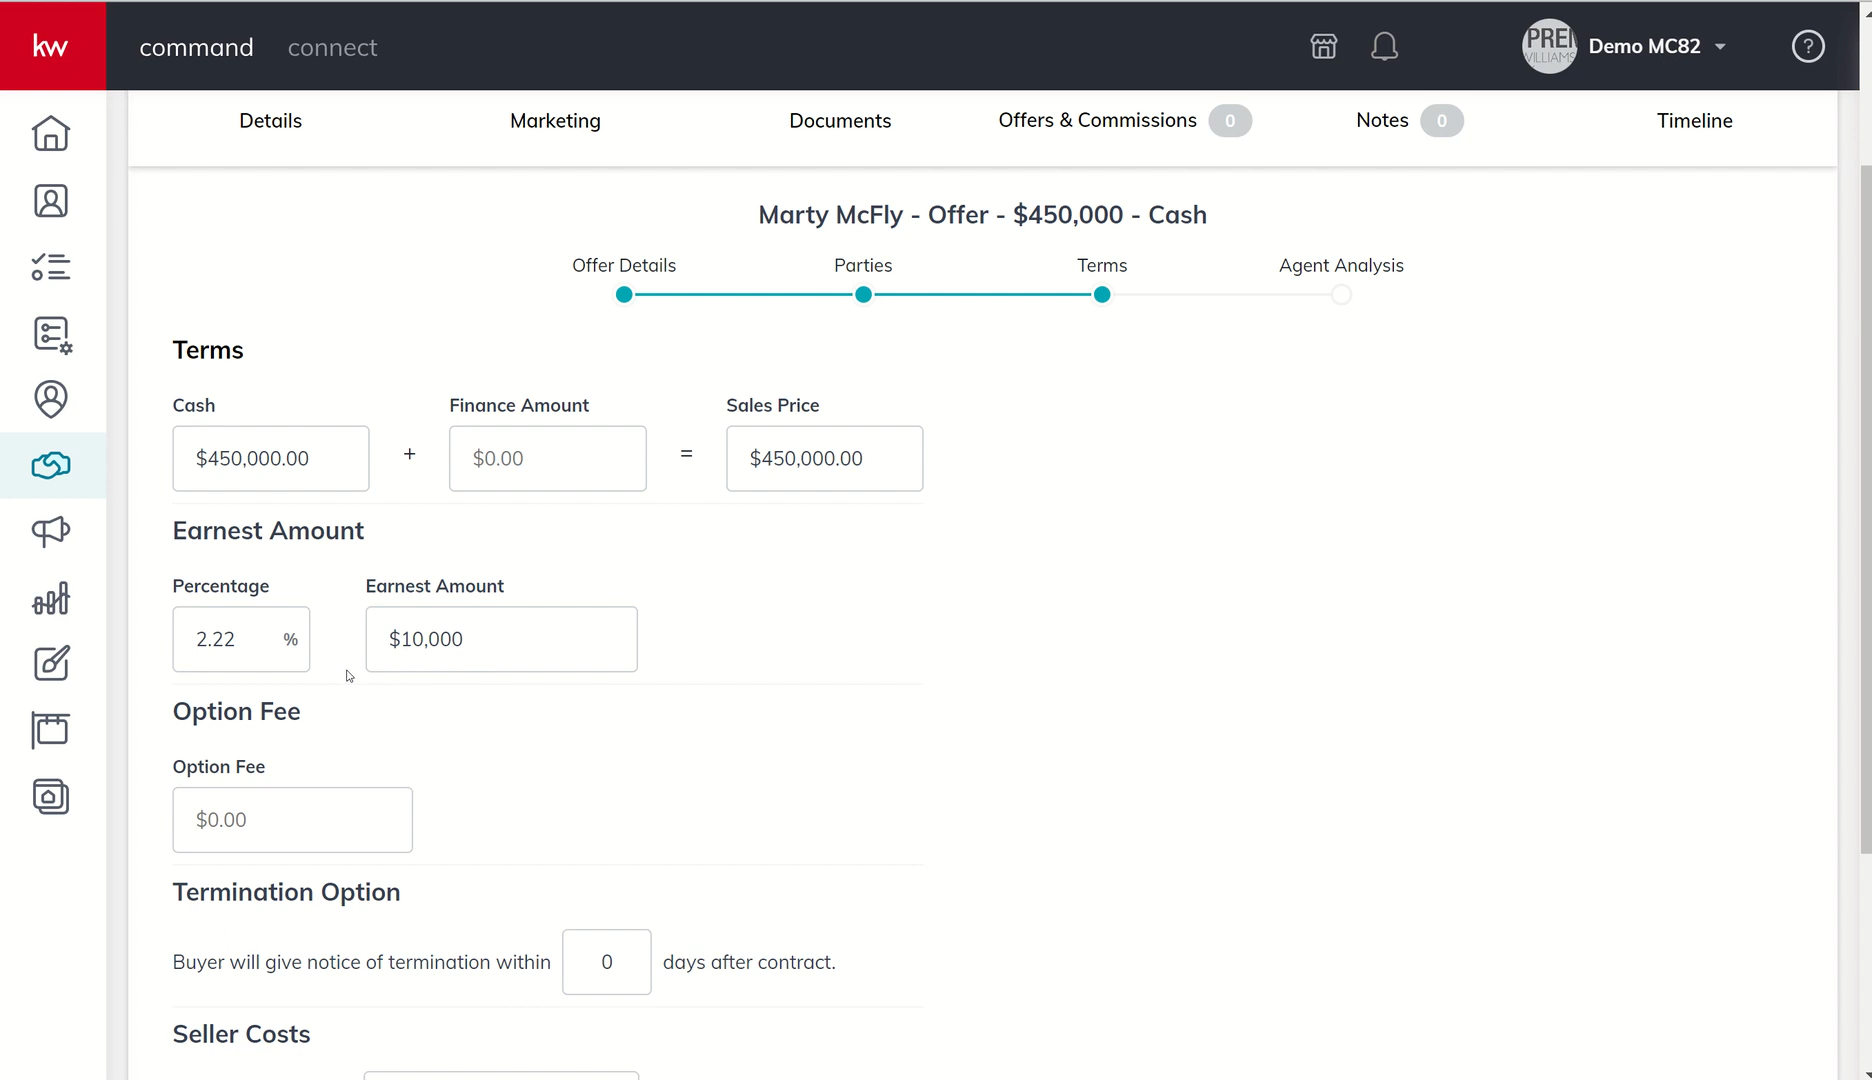 kw command connect PREM WILLIAMS Demo MC82 ?
Details Marketing Documents Offers & Commissions 0 Notes 0 Timeline
Marty McFly - Offer - $450,000 - Cash
Offer Details Parties Terms Agent Analysis
Terms
Cash Finance Amount Sales Price
$450,000.00 + $0.00 = $450,000.00
Earnest Amount
Percentage Earnest Amount
2.22 % $10,000
Option Fee
Option Fee
$0.00
Termination Option
Buyer will give notice of termination within 0 days after contract.
Seller Costs